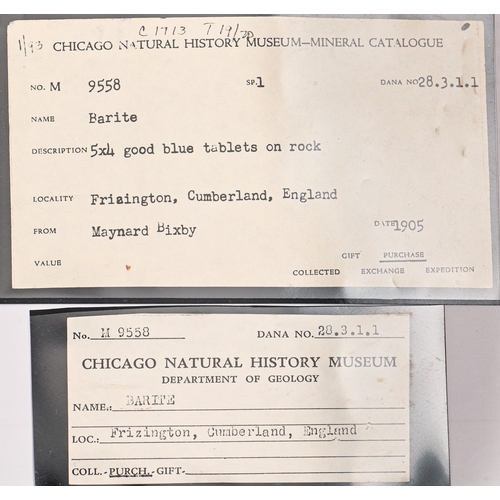 C 1713 T 19/20
1/93 CHICAGO NATURAL HISTORY MUSEUM—MINERAL CATALOGUE
NO. M 9558 SP.1 DANA NO 28.3.1.1
NAME Barite
DESCRIPTION 5x4 good blue tablets on rock
LOCALITY Frizington, Cumberland, England
FROM Maynard Bixby DATE 1905
VALUE GIFT PURCHASE
COLLECTED EXCHANGE EXPEDITION
No. M 9558 DANA NO. 28.3.1.1
CHICAGO NATURAL HISTORY MUSEUM
DEPARTMENT OF GEOLOGY
NAME: BARITE
LOC.: Frizington, Cumberland, England
COLL.-PURCH.-GIFT-